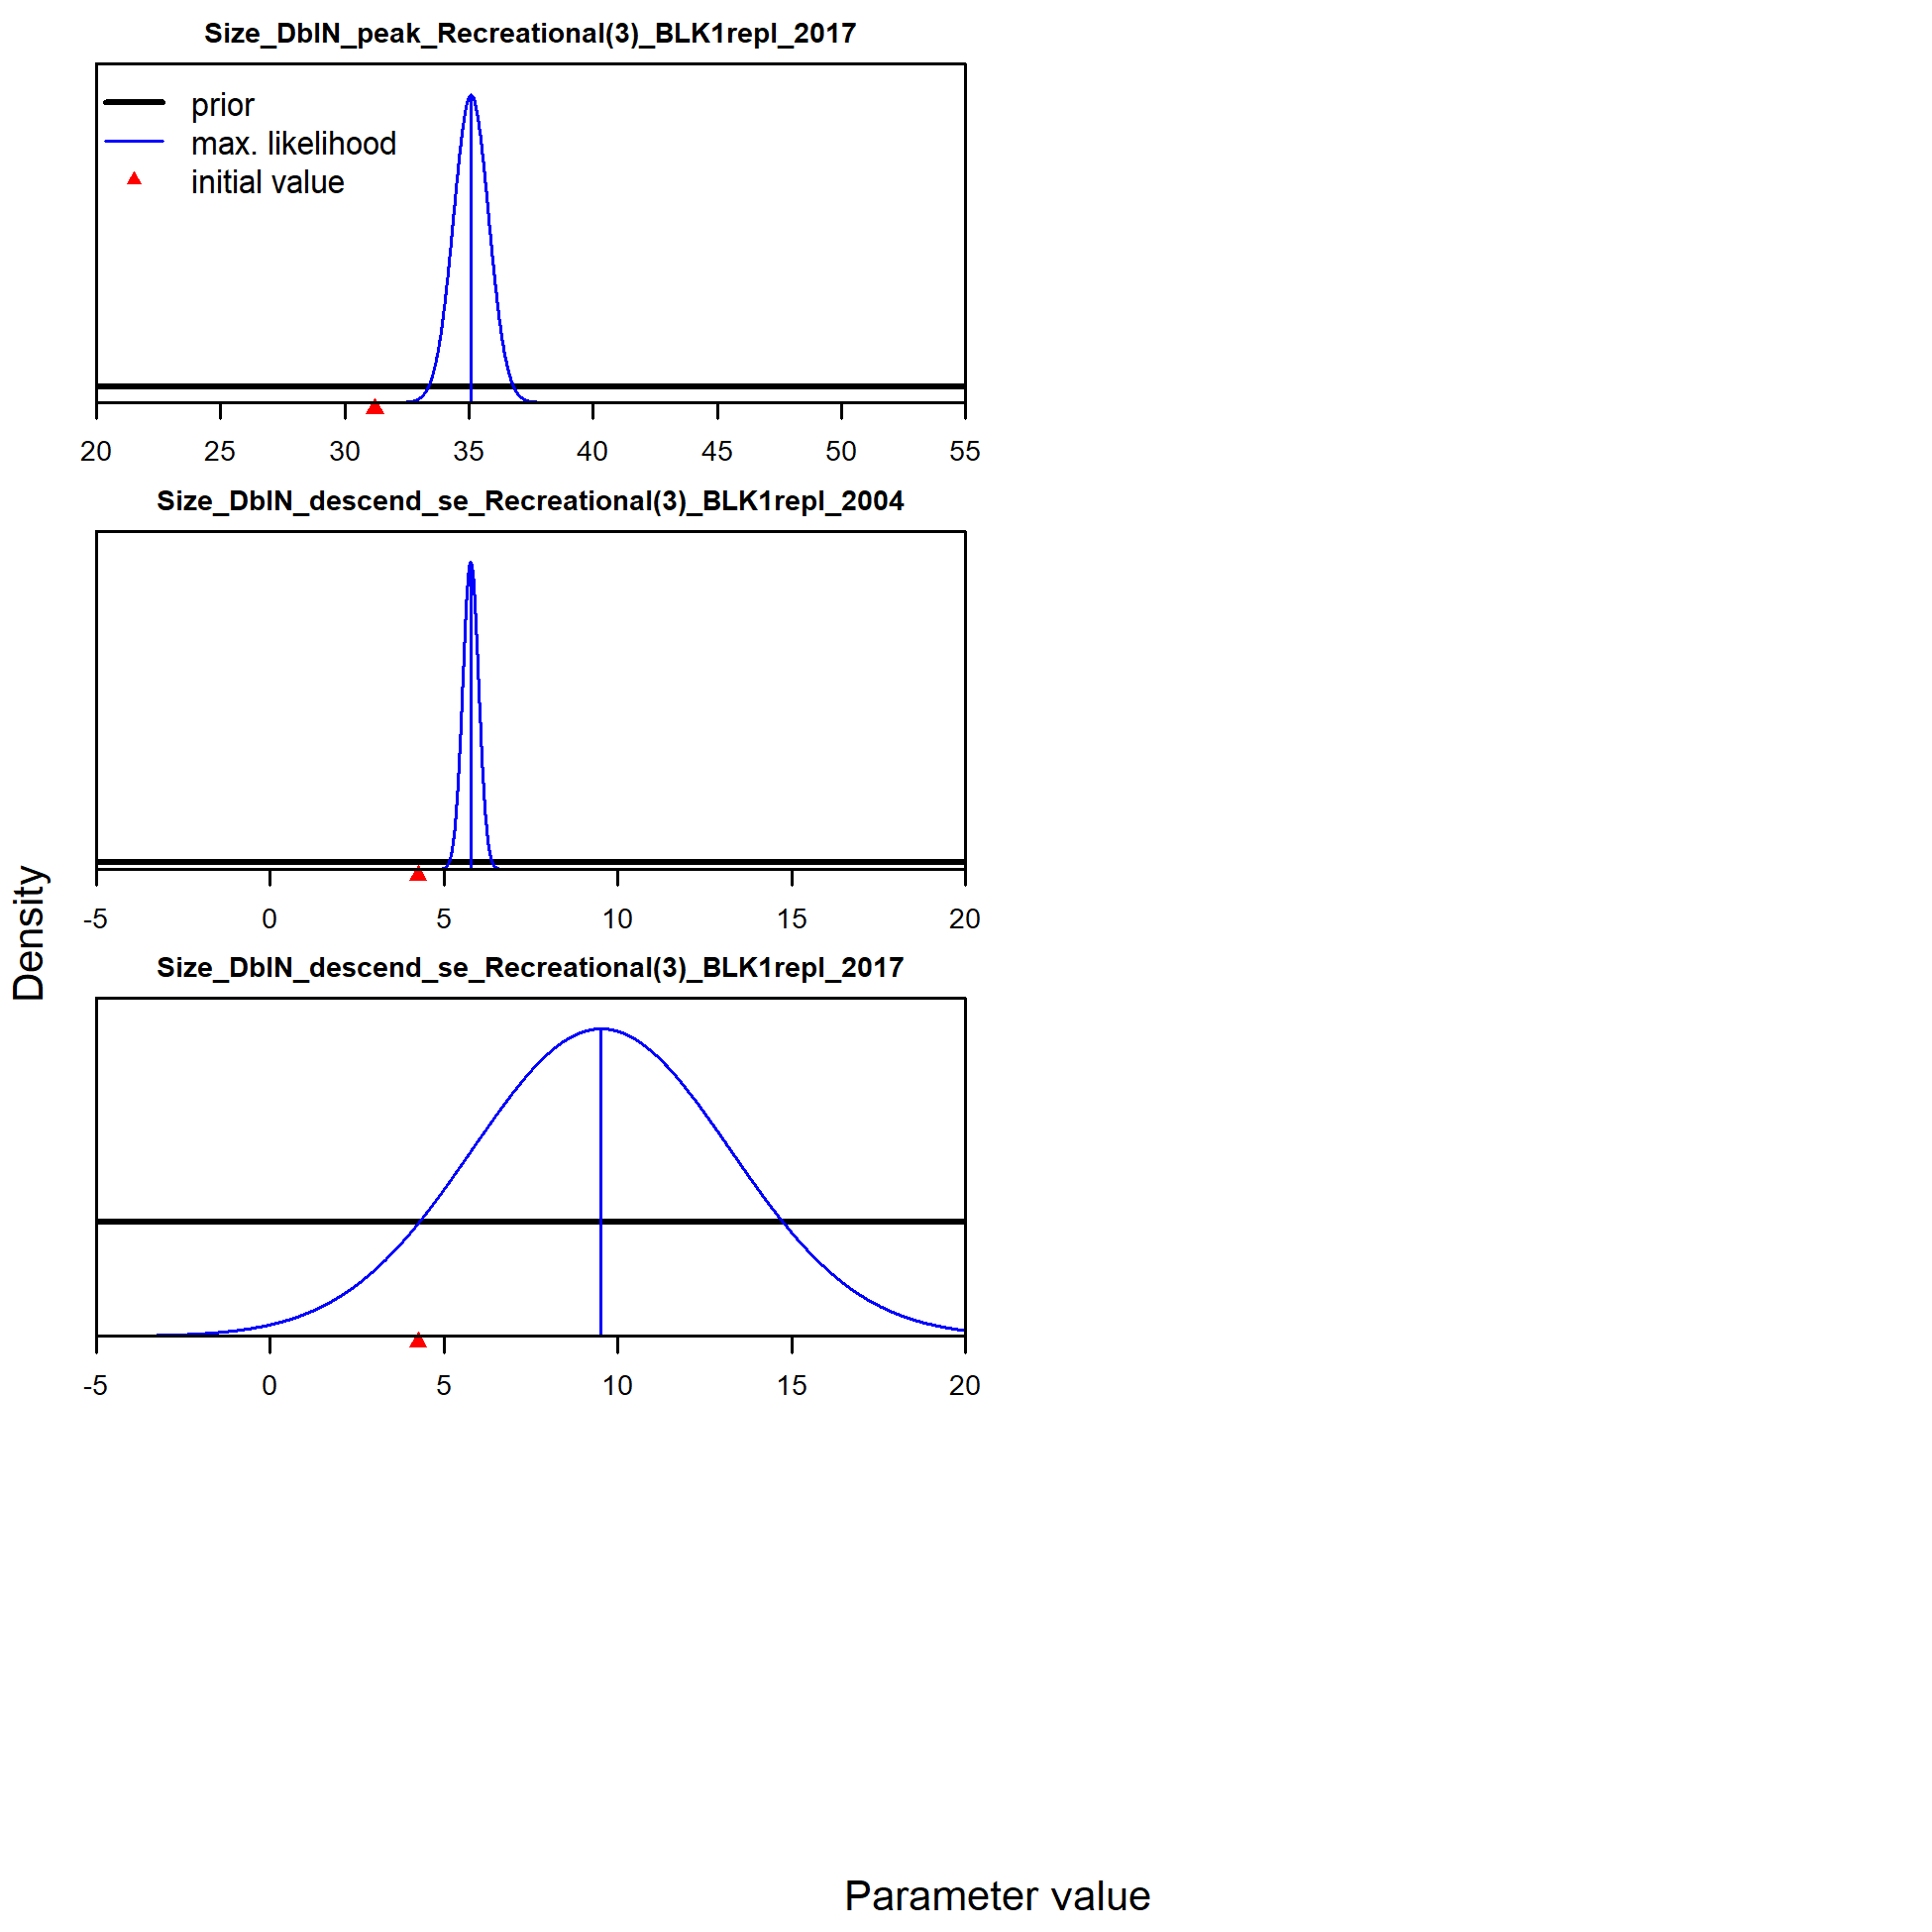 Size_DblN_peak_Recreational(3)_BLK1repl_2017
prior
max. likelihood
initial value
20 25 30 35 40 45 50 55
Size_DblN_descend_se_Recreational(3)_BLK1repl_2004
-5 0 5 10 15 20
Density
Size_DblN_descend_se_Recreational(3)_BLK1repl_2017
-5 0 5 10 15 20
Parameter value